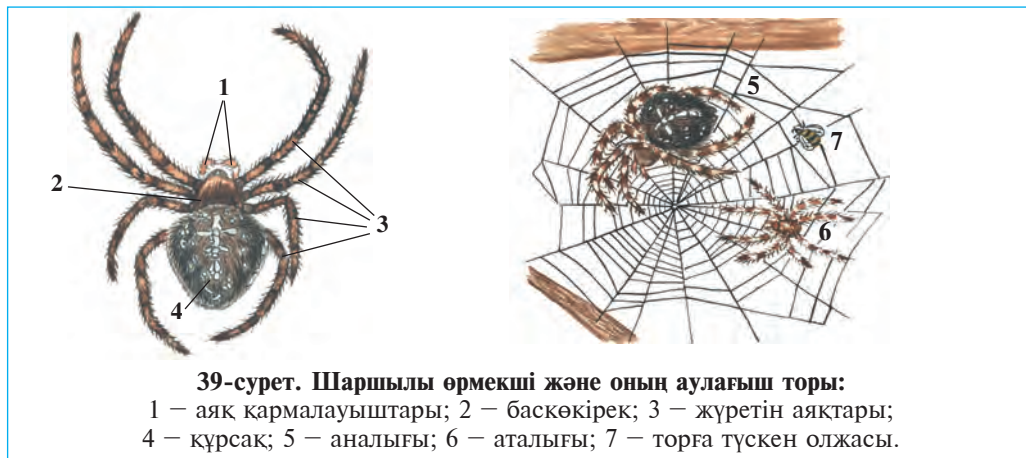 1
2
3
4
5
7
6
39-сурет. Шаршылы өрмекші және оның аулағыш торы:
1 — аяқ қармалауыштары; 2 — баскөкірек; 3 — жүретін аяқтары;
4 — құрсақ; 5 — аналығы; 6 — аталығы; 7 — торға түскен олжасы.